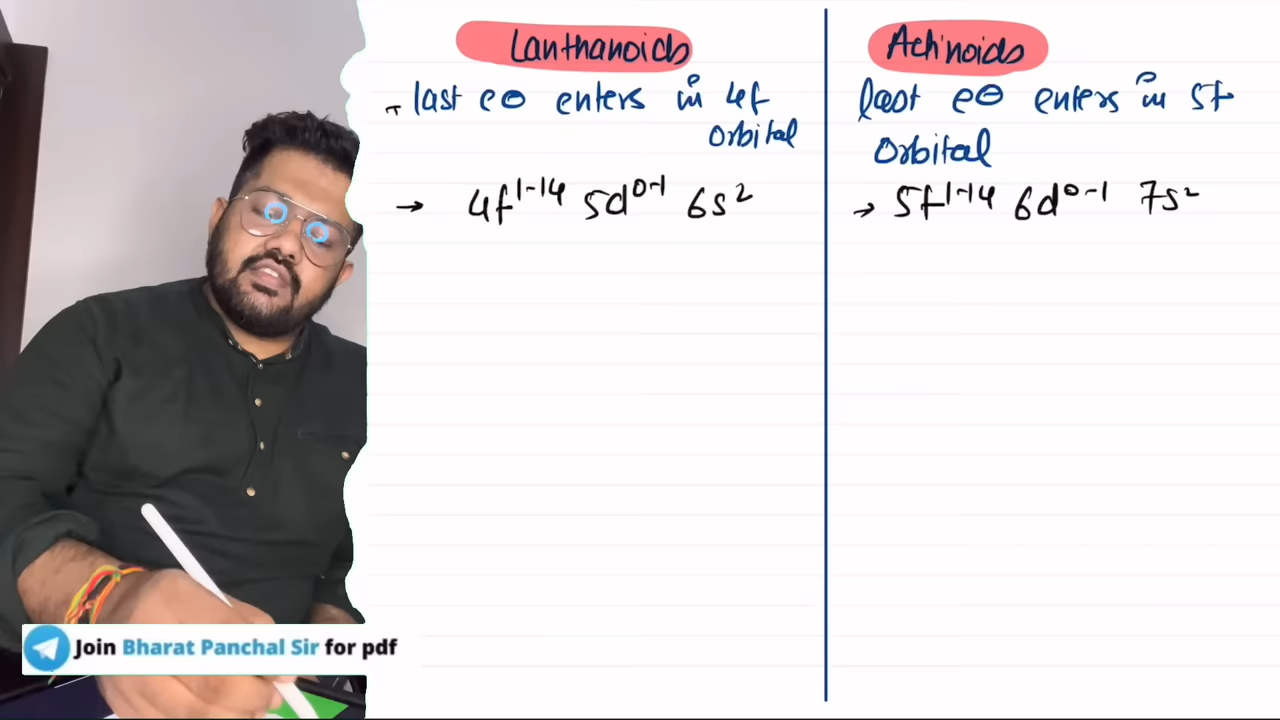 Lanthanoids
last e⊖ enters in 4f
orbital
→ 4f¹⁻¹⁴ 5d⁰⁻¹ 6s²
Actinoids
last e⊖ enters in 5f
orbital
→ 5f¹⁻¹⁴ 6d⁰⁻¹ 7s²
Join Bharat Panchal Sir for pdf